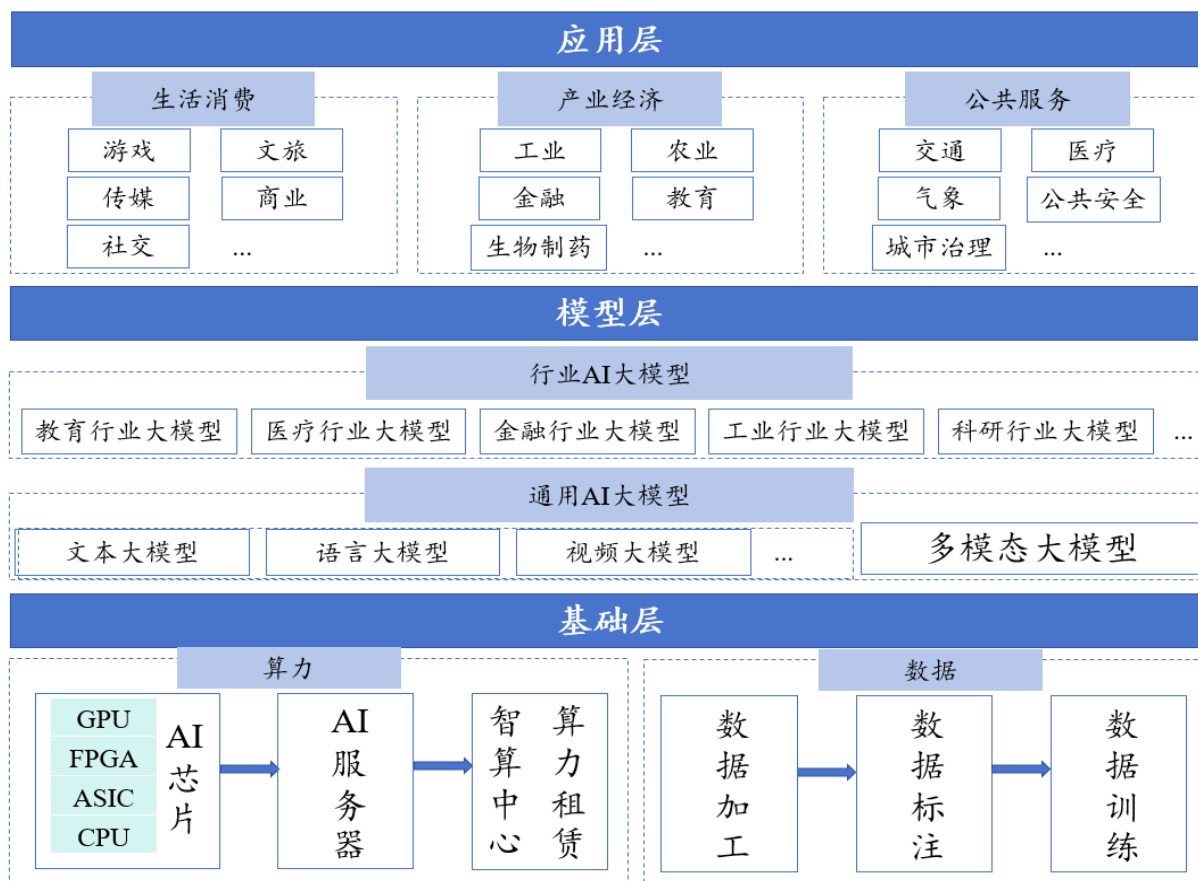 应用层
生活消费
产业经济
公共服务
游戏
文旅
工业
农业
交通
医疗
传媒
商业
金融
教育
气象
公共安全
社交
...
生物制药
...
城市治理
...
模型层
行业AI大模型
教育行业大模型
医疗行业大模型
金融行业大模型
工业行业大模型
科研行业大模型
...
通用AI大模型
文本大模型
语言大模型
视频大模型
...
多模态大模型
基础层
算力
数据
GPU
FPGA
ASIC
CPU
AI芯片
AI服务器
智算中心
算力租赁
数据加工
数据标注
数据训练